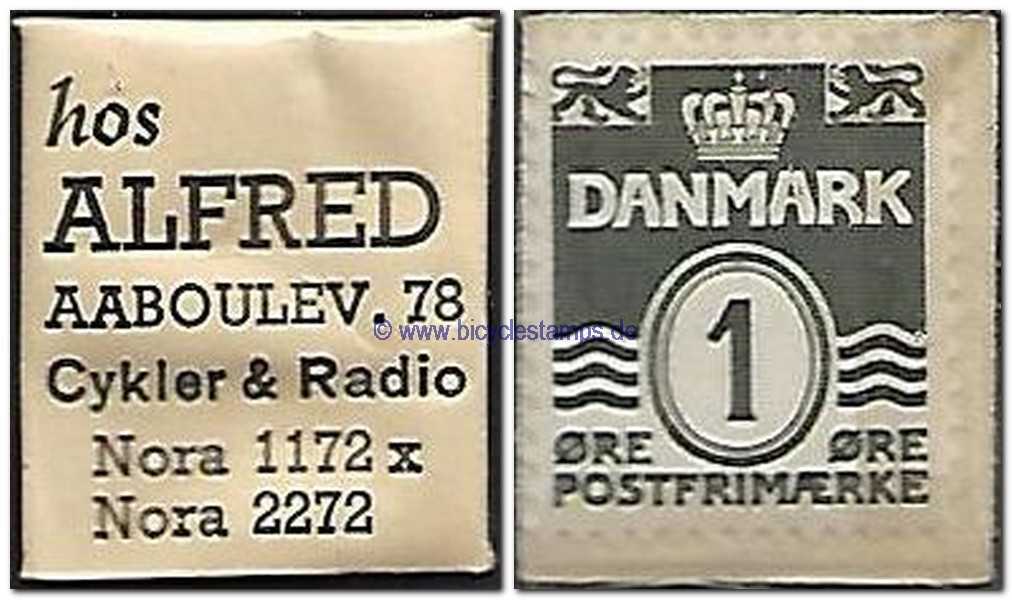 hos
ALFRED
AABOULEV. 78
Cykler & Radio
Nora 1172 x
Nora 2272
DANMARK
1
ØRE ØRE
POSTFRIMÆRKE
© www.bicyclestamps.de